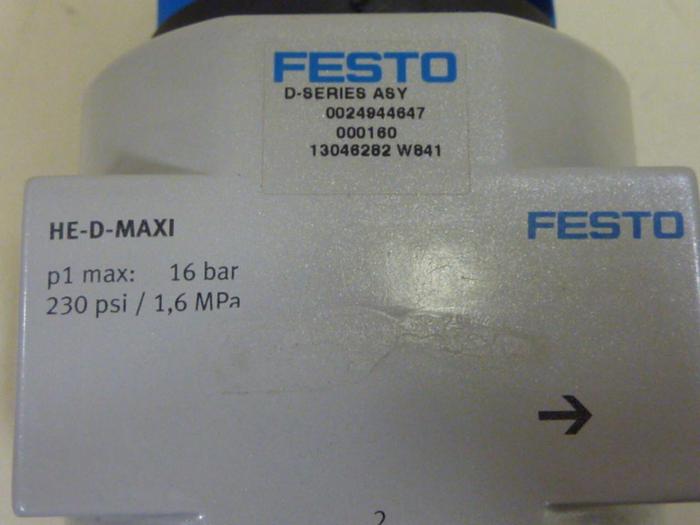 FESTO
D-SERIES ASY
0024944647
000160
13046282 W841
HE-D-MAXI
FESTO
p1 max: 16 bar
230 psi / 1,6 MPa
2